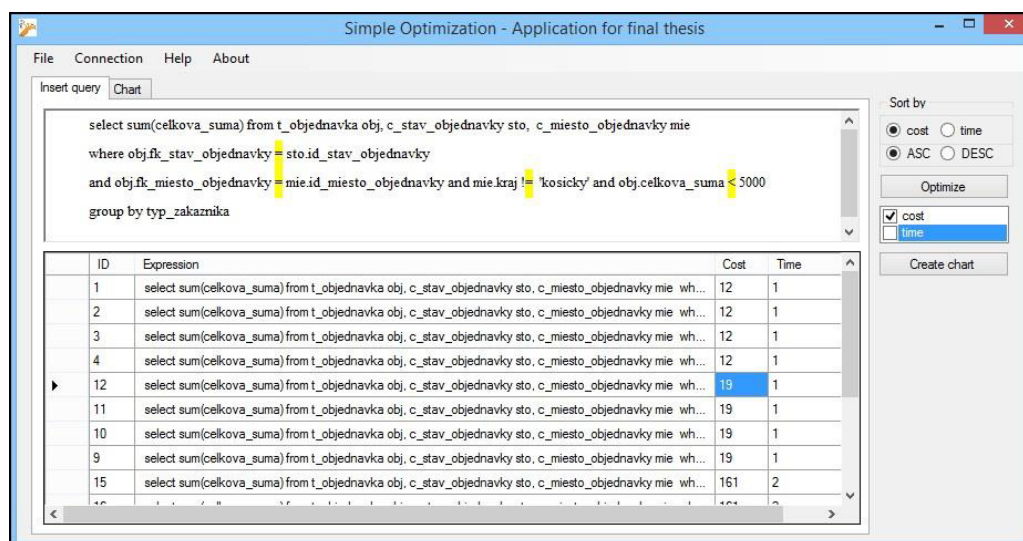 Simple Optimization - Application for final thesis
File Connection Help About
Insert query Chart
select sum(celkova_suma) from t_objednavka obj, c_stav_objednavky sto, c_miesto_objednavky mie
where obj.fk_stav_objednavky = sto.id_stav_objednavky
and obj.fk_miesto_objednavky = mie.id_miesto_objednavky and mie.kraj != 'kosicky' and obj.celkova_suma < 5000
group by typ_zakaznika
Sort by
cost time
ASC DESC
Optimize
cost
time
Create chart
ID Expression Cost Time
1 select sum(celkova_suma) from t_objednavka obj, c_stav_objednavky sto, c_miesto_objednavky mie wh... 12 1
2 select sum(celkova_suma) from t_objednavka obj, c_stav_objednavky sto, c_miesto_objednavky mie wh... 12 1
3 select sum(celkova_suma) from t_objednavka obj, c_stav_objednavky sto, c_miesto_objednavky mie wh... 12 1
4 select sum(celkova_suma) from t_objednavka obj, c_stav_objednavky sto, c_miesto_objednavky mie wh... 12 1
12 select sum(celkova_suma) from t_objednavka obj, c_stav_objednavky sto, c_miesto_objednavky mie wh... 19 1
11 select sum(celkova_suma) from t_objednavka obj, c_stav_objednavky sto, c_miesto_objednavky mie wh... 19 1
10 select sum(celkova_suma) from t_objednavka obj, c_stav_objednavky sto, c_miesto_objednavky mie wh... 19 1
9 select sum(celkova_suma) from t_objednavka obj, c_stav_objednavky sto, c_miesto_objednavky mie wh... 19 1
15 select sum(celkova_suma) from t_objednavka obj, c_stav_objednavky sto, c_miesto_objednavky mie wh... 161 2